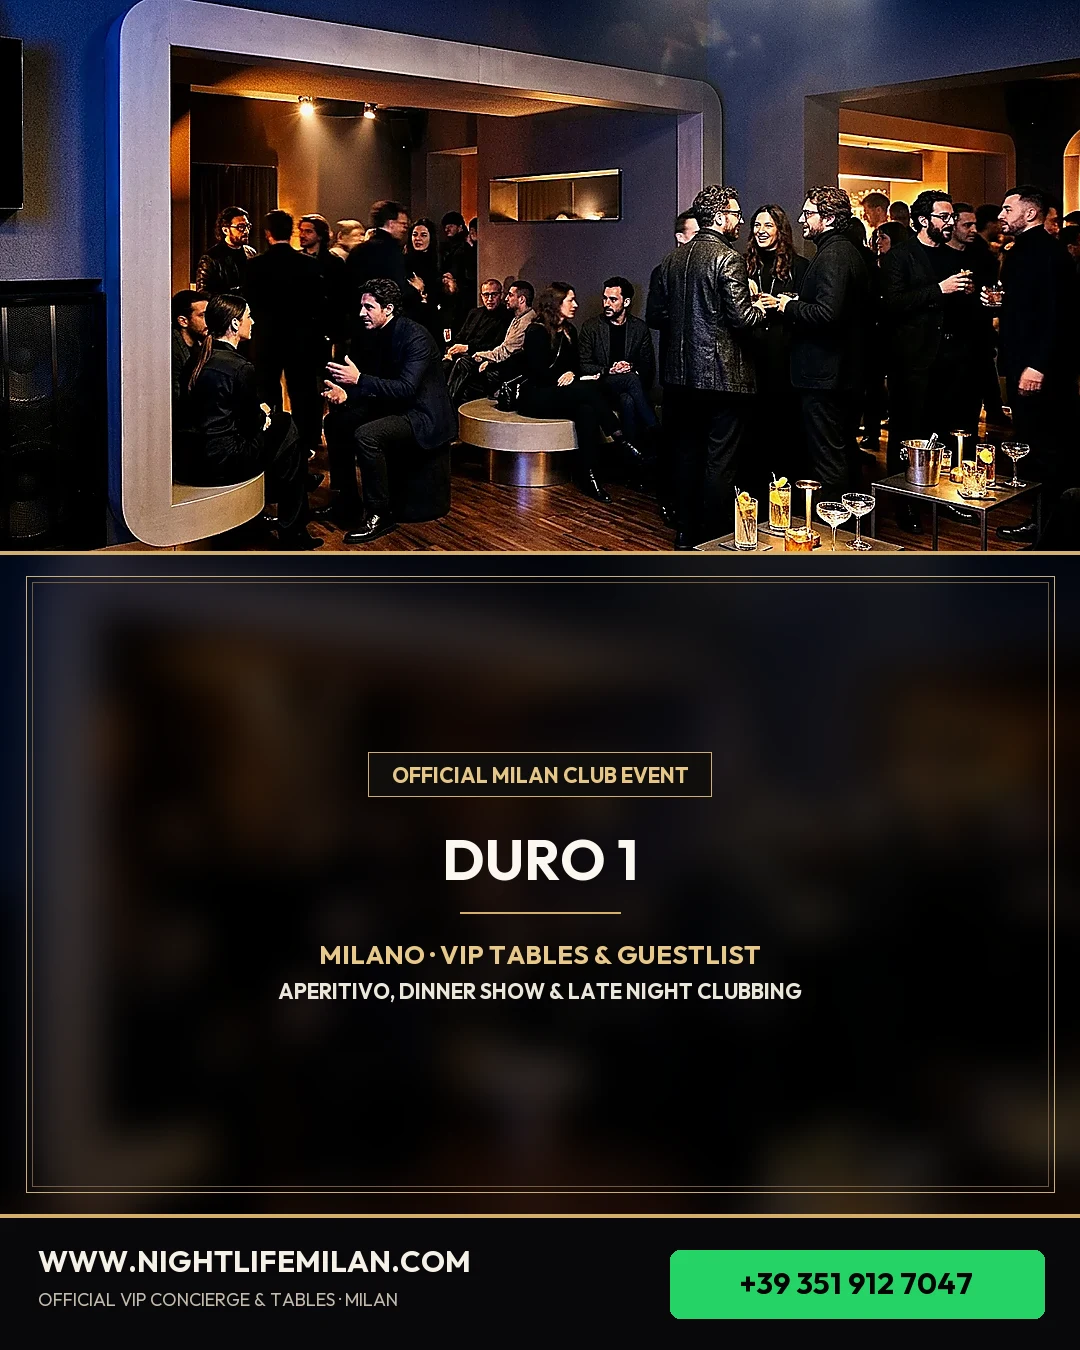 OFFICIAL MILAN CLUB EVENT
DURO 1
MILANO · VIP TABLES & GUESTLIST
APERITIVO, DINNER SHOW & LATE NIGHT CLUBBING
WWW.NIGHTLIFEMILAN.COM
OFFICIAL VIP CONCIERGE & TABLES · MILAN
+39 351 912 7047